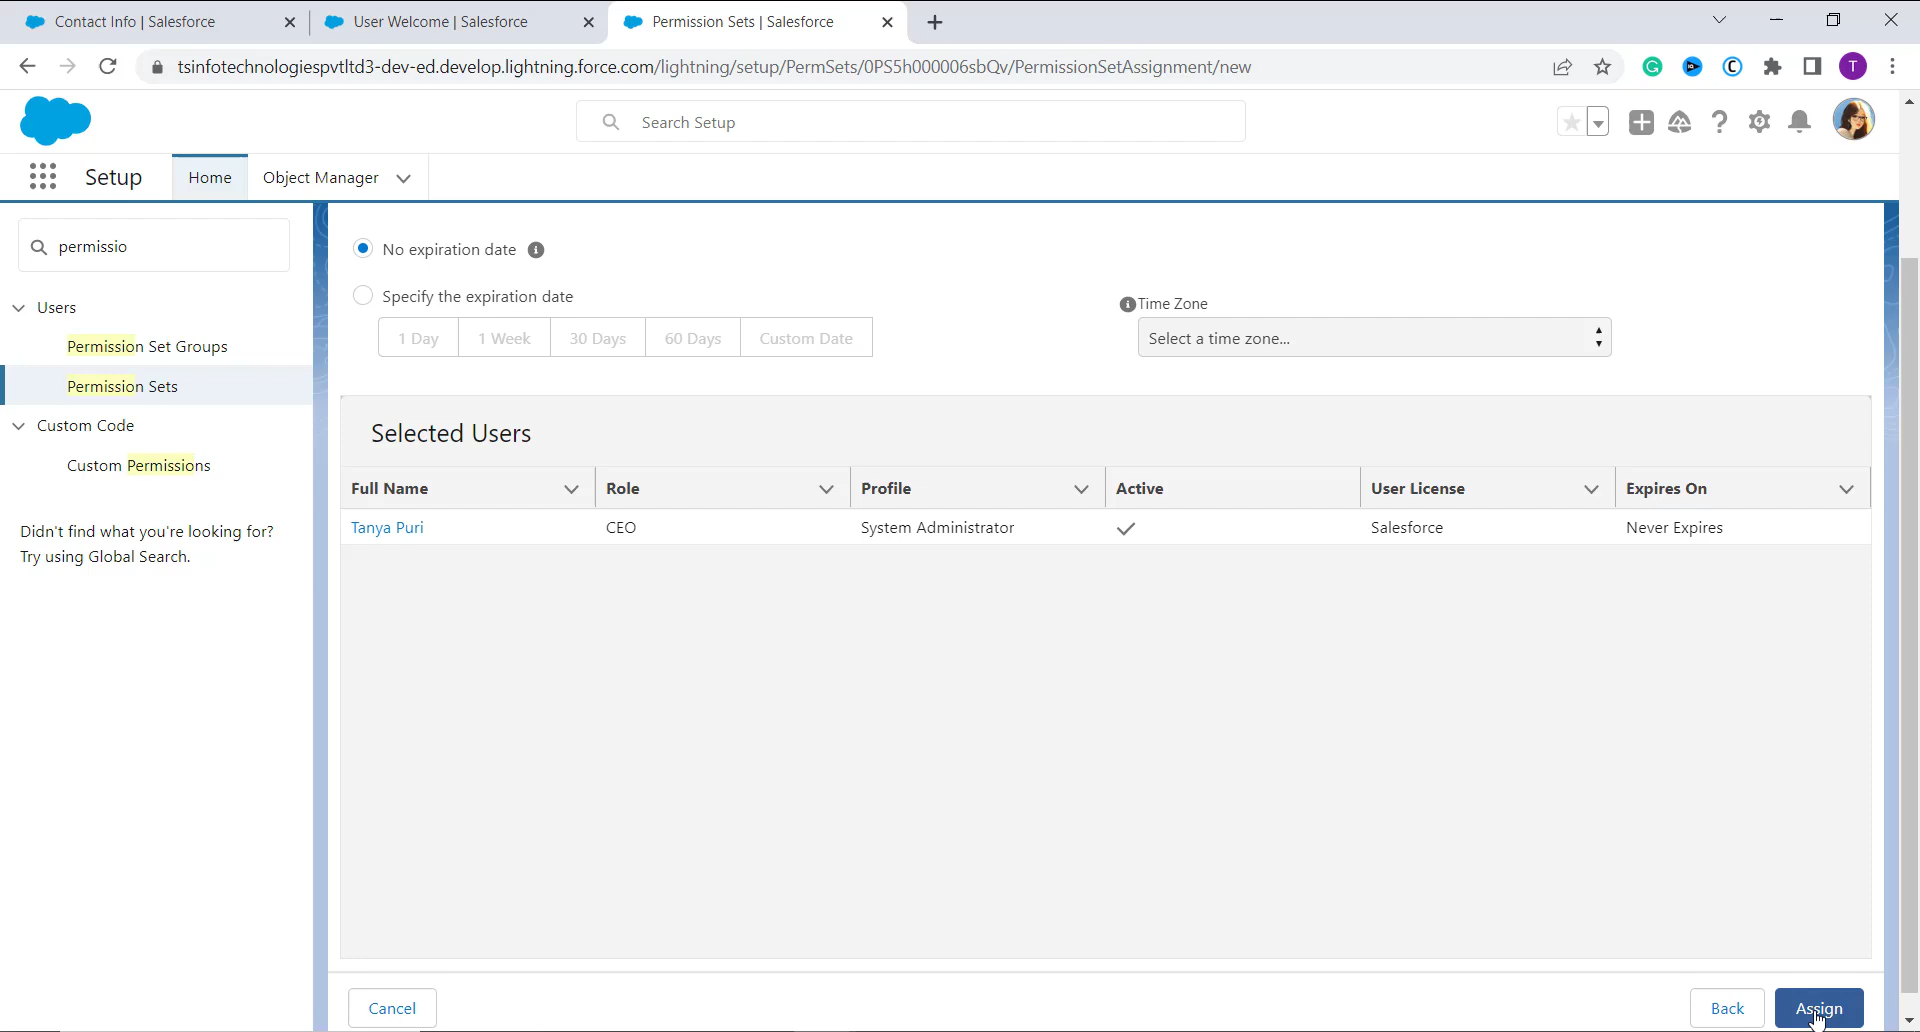 Contact Info | Salesforce
User Welcome | Salesforce
Permission Sets | Salesforce
tsinfotechnologiespvtltd3-dev-ed.develop.lightning.force.com/lightning/setup/PermSets/0PS5h000006sbQv/PermissionSetAssignment/new
T
Search Setup
Setup
Home
Object Manager
permissio
No expiration date
Users
Specify the expiration date
Time Zone
1 Day
1 Week
30 Days
60 Days
Custom Date
Select a time zone...
Permission Set Groups
Permission Sets
Custom Code
Custom Permissions
Selected Users
Full Name
Role
Profile
Active
User License
Expires On
Tanya Puri
CEO
System Administrator
Salesforce
Never Expires
Didn't find what you're looking for?
Try using Global Search.
Cancel
Back
Assign